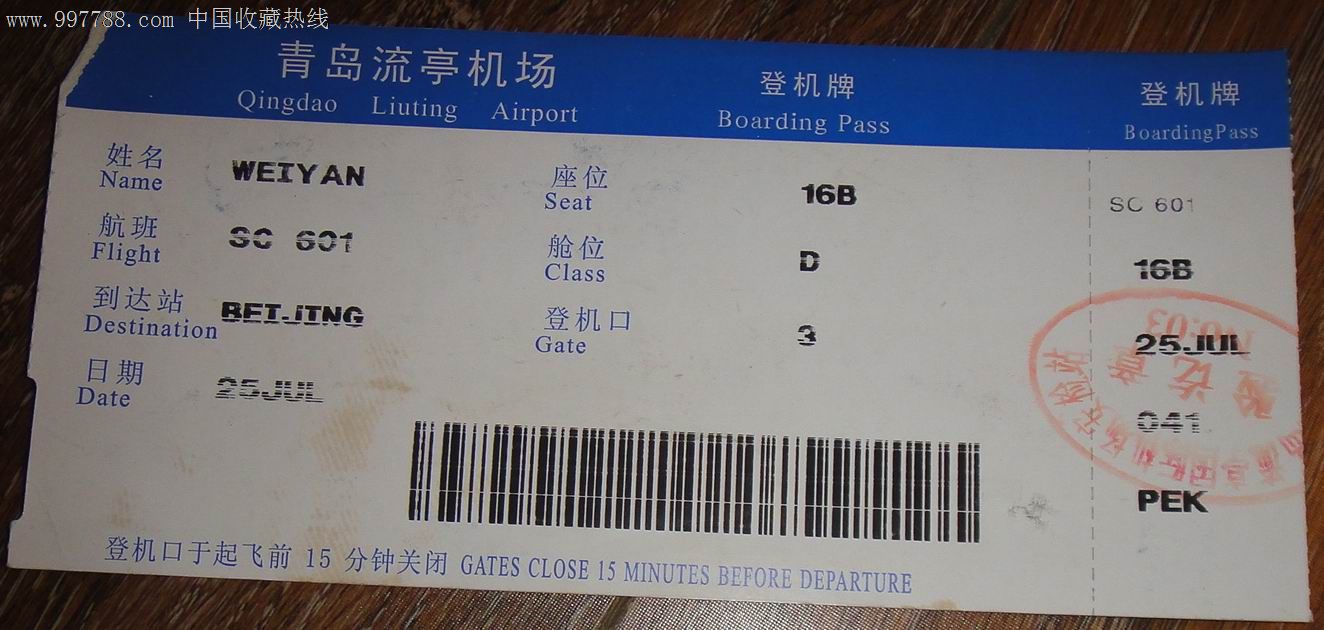 www.997788.com 中国收藏热线
青岛流亭机场
Qingdao Liuting Airport
登机牌
Boarding Pass
登机牌
BoardingPass
姓名 WEIYAN
Name
座位 16B
Seat
航班 SC 601
Flight
舱位 D
Class
到达站 BEIJING
Destination
登机口 3
Gate
日期 25JUL
Date
登机口于起飞前 15 分钟关闭 GATES CLOSE 15 MINUTES BEFORE DEPARTURE
SC 601
16B
25JUL
041
PEK
验讫章